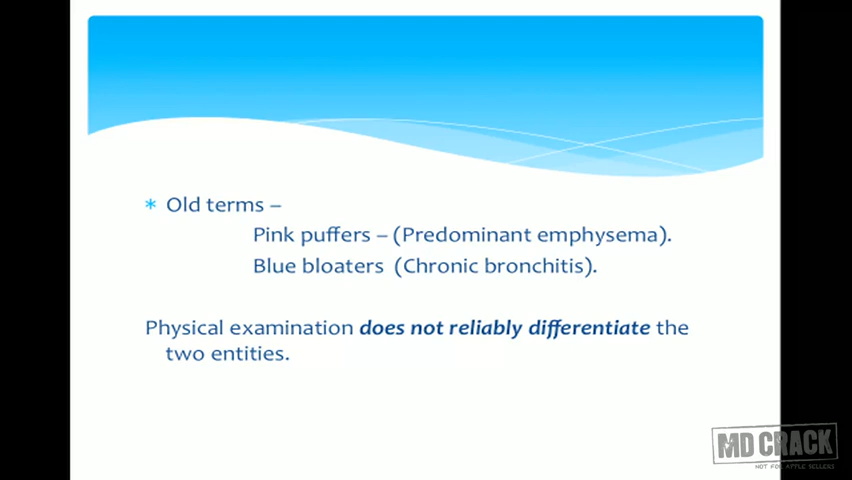 * Old terms –
Pink puffers – (Predominant emphysema).
Blue bloaters (Chronic bronchitis).
Physical examination does not reliably differentiate the
two entities.
MD CRACK
NOT FOR APPLE SELLERS